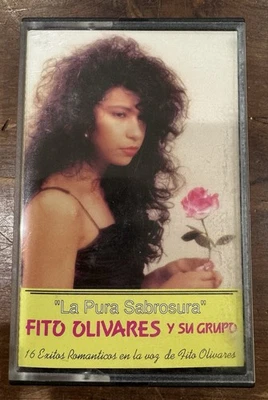 "La Pura Sabrosura"
FITO OLIVARES Y SU GRUPO
16 Exitos Romanticos en la voz de Fito Olivares